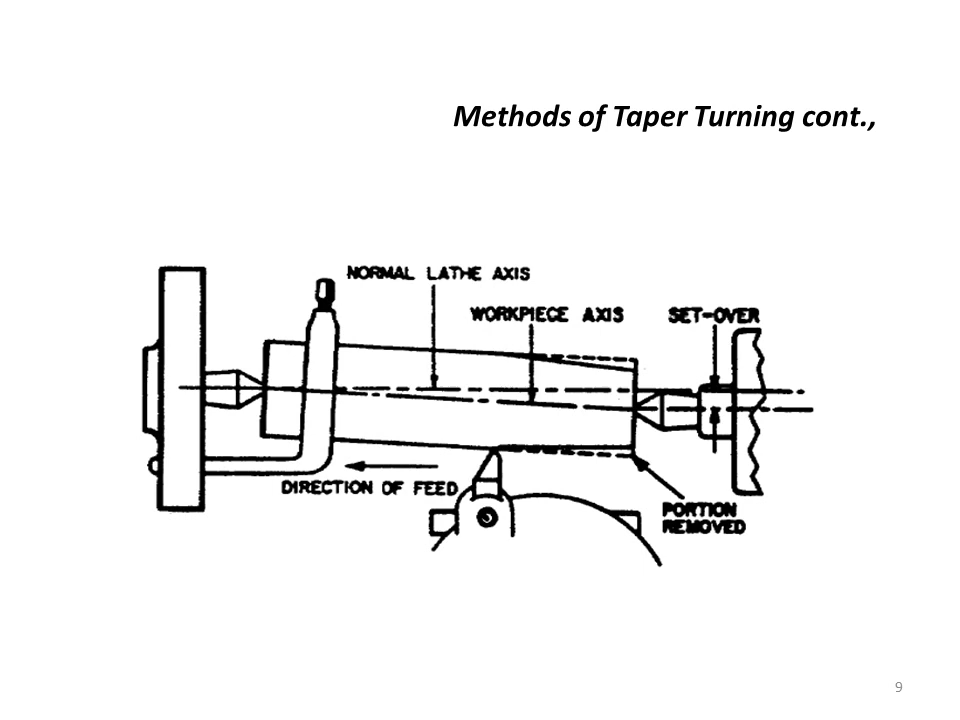 Methods of Taper Turning cont.,
NORMAL LATHE AXIS
WORKPIECE AXIS
SET-OVER
DIRECTION OF FEED
PORTION
REMOVED
9